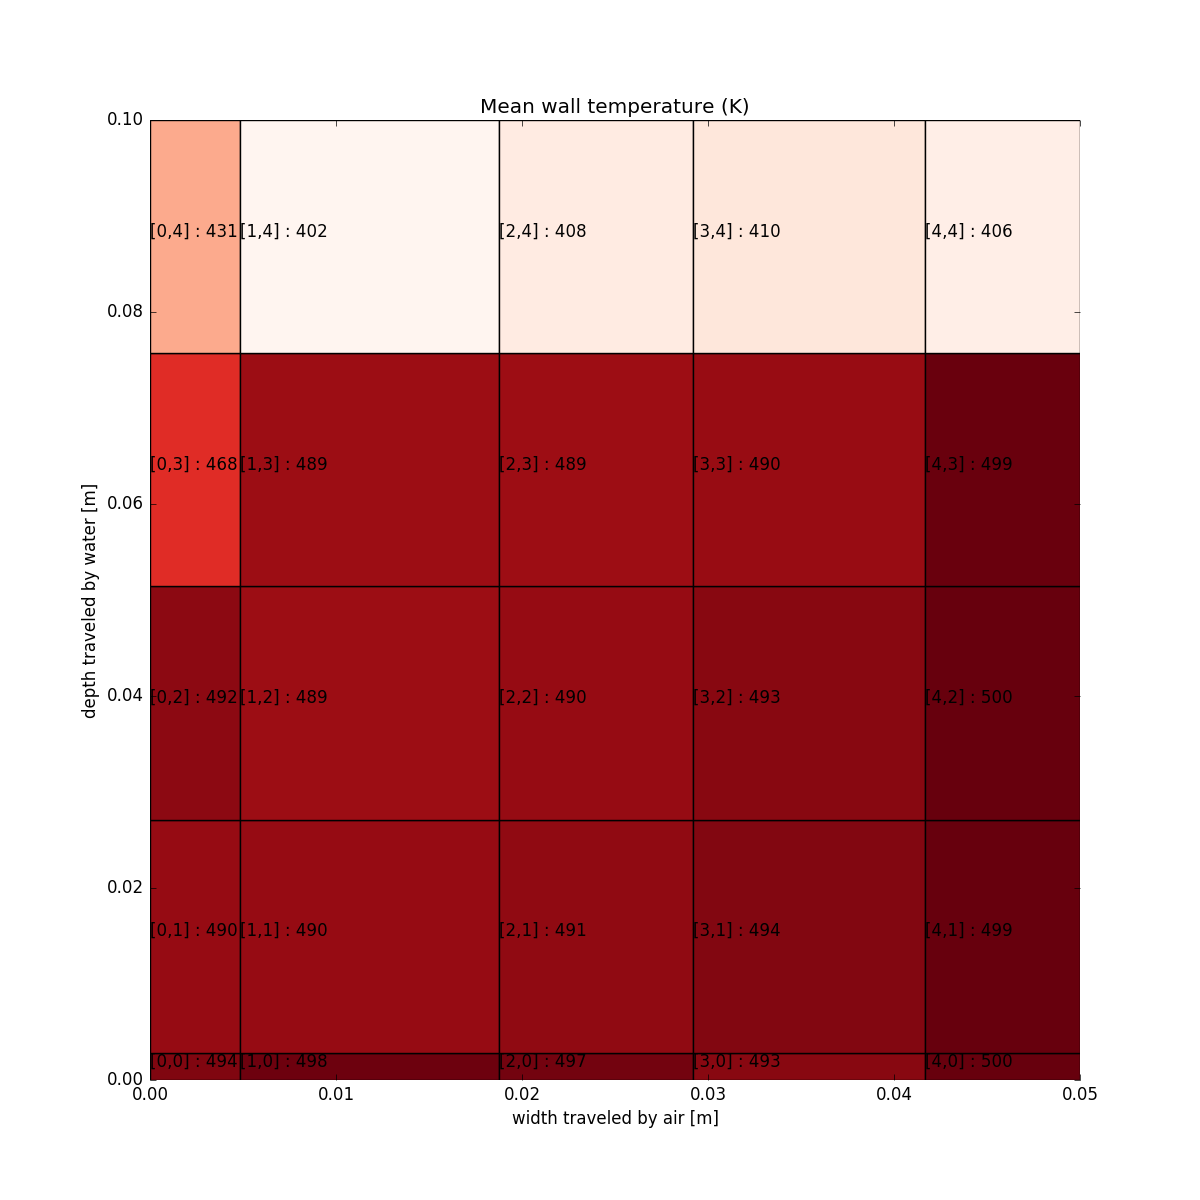 Mean wall temperature (K)
0.10
[0,4] : 431 [1,4] : 402 [2,4] : 408 [3,4] : 410 [4,4] : 406
0.08
[0,3] : 468 [1,3] : 489 [2,3] : 489 [3,3] : 490 [4,3] : 499
0.06
depth traveled by water [m]
0.04 [0,2] : 492 [1,2] : 489 [2,2] : 490 [3,2] : 493 [4,2] : 500
0.02
[0,1] : 490 [1,1] : 490 [2,1] : 491 [3,1] : 494 [4,1] : 499
[0,0] : 494 [1,0] : 498 [2,0] : 497 [3,0] : 493 [4,0] : 500
0.00
0.00 0.01 0.02 0.03 0.04 0.05
width traveled by air [m]